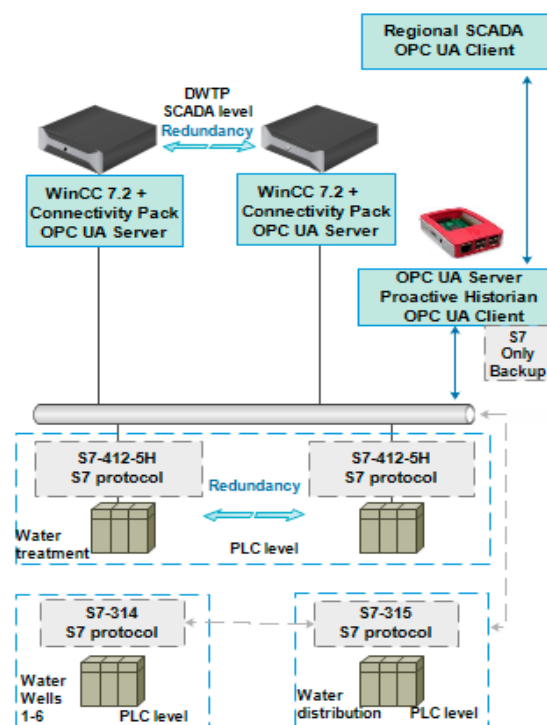 Regional SCADA
OPC UA Client
DWTP
SCADA level
Redundancy
WinCC 7.2 +
Connectivity Pack
OPC UA Server
WinCC 7.2 +
Connectivity Pack
OPC UA Server
OPC UA Server
Proactive Historian
OPC UA Client
S7
Only
Backup
S7-412-5H
S7 protocol
S7-412-5H
S7 protocol
Redundancy
Water
treatment
PLC level
S7-314
S7 protocol
S7-315
S7 protocol
Water
Wells
1-6
PLC level
Water
distribution
PLC level